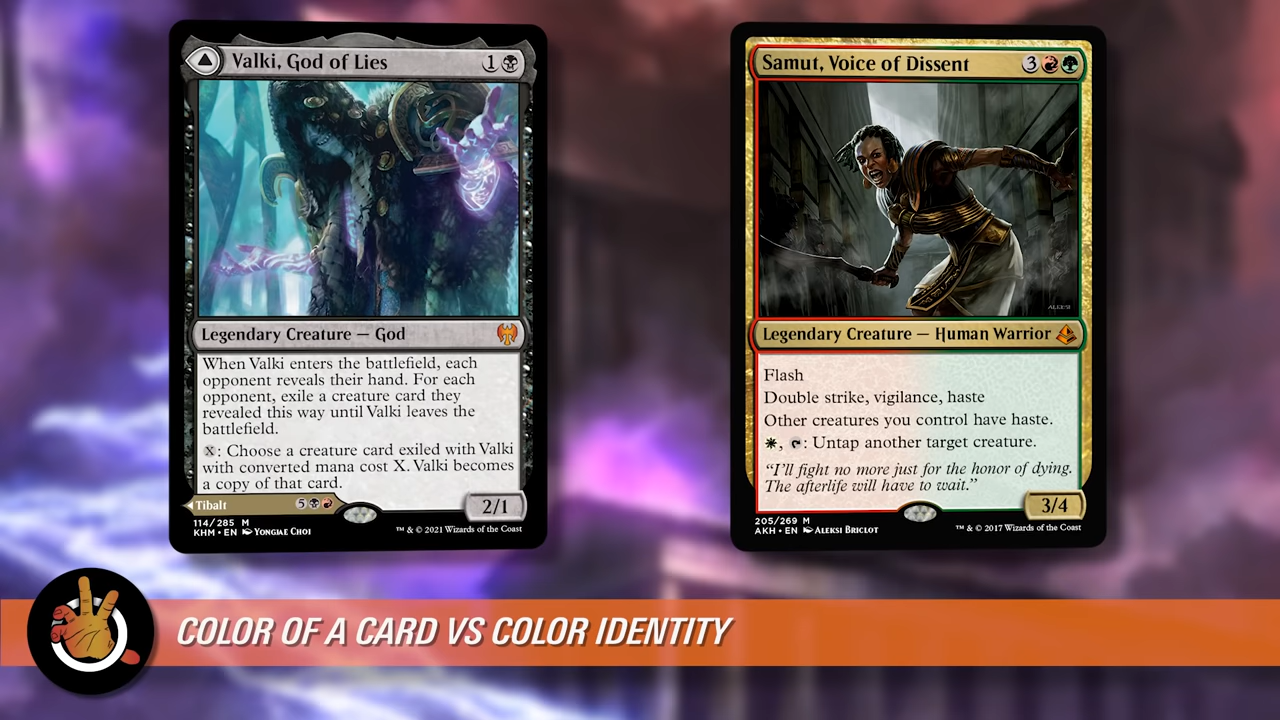 Valki, God of Lies 1
Legendary Creature — God
When Valki enters the battlefield, each
opponent reveals their hand. For each
opponent, exile a creature card they
revealed this way until Valki leaves the
battlefield.
X: Choose a creature card exiled with Valki
with converted mana cost X. Valki becomes
a copy of that card.
Tibalt 5
2/1
114/285 M
KHM • EN YONGJAE CHOI
™ & © 2021 Wizards of the Coast
Samut, Voice of Dissent 3
ALEKSI
Legendary Creature — Human Warrior
Flash
Double strike, vigilance, haste
Other creatures you control have haste.
, : Untap another target creature.
“I’ll fight no more just for the honor of dying.
The afterlife will have to wait.”
3/4
205/269 M
AKH • EN ALEKSI BRICLOT
™ & © 2017 Wizards of the Coast
COLOR OF A CARD VS COLOR IDENTITY